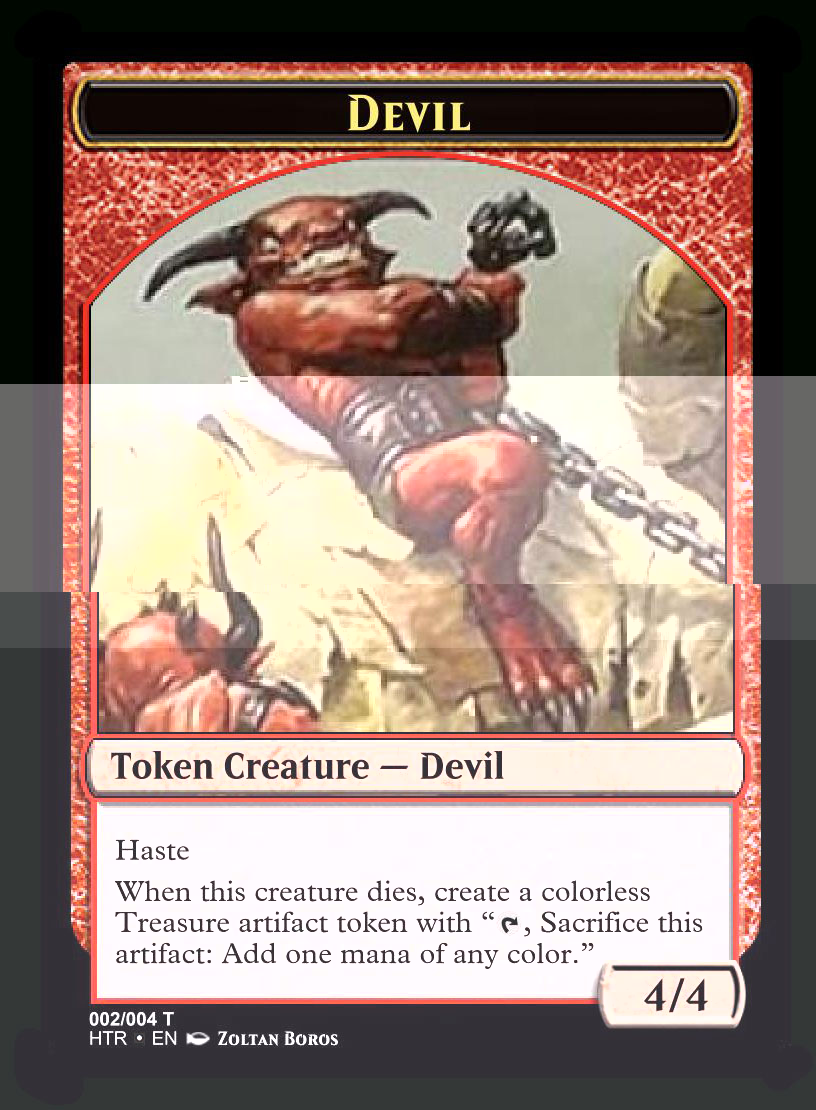 DEVIL
Token Creature — Devil
Haste
When this creature dies, create a colorless
Treasure artifact token with “, Sacrifice this
artifact: Add one mana of any color.”
4/4
002/004 T
HTR • EN ZOLTAN BOROS